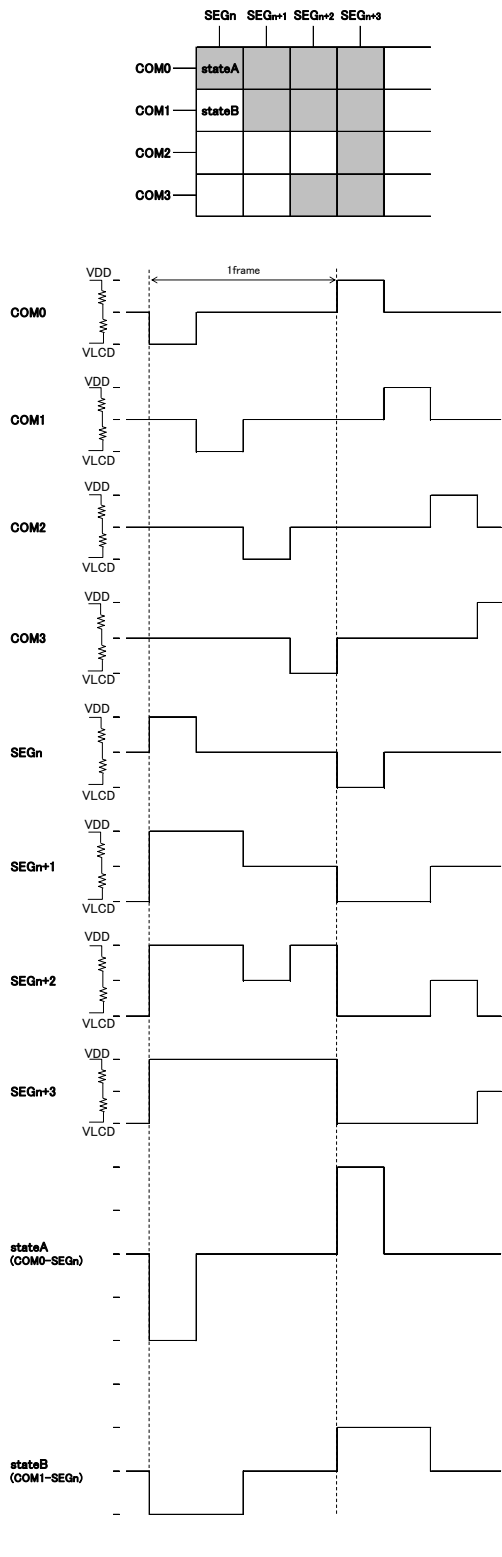 SEGn SEGn+1 SEGn+2 SEGn+3
COM0 stateA
COM1 stateB
COM2
COM3
VDD
1frame
COM0
VLCD
VDD
COM1
VLCD
VDD
COM2
VLCD
VDD
COM3
VLCD
VDD
SEGn
VLCD
VDD
SEGn+1
VLCD
VDD
SEGn+2
VLCD
VDD
SEGn+3
VLCD
stateA
(COM0-SEGn)
stateB
(COM1-SEGn)